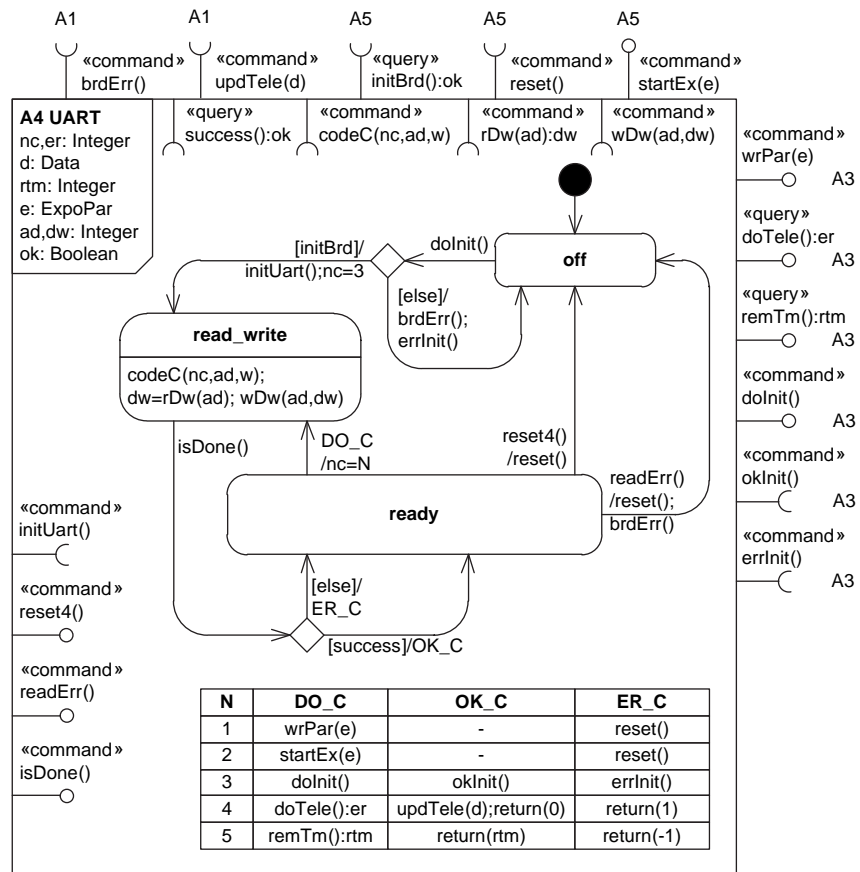 A1
A1
A5
A5
A5
«command»
brdErr()
«command»
updTele(d)
«query»
initBrd():ok
«command»
reset()
«command»
startEx(e)
A4 UART
nc,er: Integer
d: Data
rtm: Integer
e: ExpoPar
ad,dw: Integer
ok: Boolean
«query»
success():ok
«command»
codeC(nc,ad,w)
«command»
rDw(ad):dw
«command»
wDw(ad,dw)
«command»
wrPar(e)
A3
«query»
doTele():er
A3
«query»
remTm():rtm
A3
«command»
doInit()
A3
«command»
okInit()
A3
«command»
errInit()
A3
[initBrd]/
initUart();nc=3
doInit()
off
[else]/
brdErr();
errInit()
read_write
codeC(nc,ad,w);
dw=rDw(ad); wDw(ad,dw)
isDone()
DO_C
/nc=N
reset4()
/reset()
readErr()
/reset();
brdErr()
ready
[else]/
ER_C
[success]/OK_C
«command»
initUart()
«command»
reset4()
«command»
readErr()
«command»
isDone()
N DO_C OK_C ER_C
1 wrPar(e) - reset()
2 startEx(e) - reset()
3 doInit() okInit() errInit()
4 doTele():er updTele(d);return(0) return(1)
5 remTm():rtm return(rtm) return(-1)